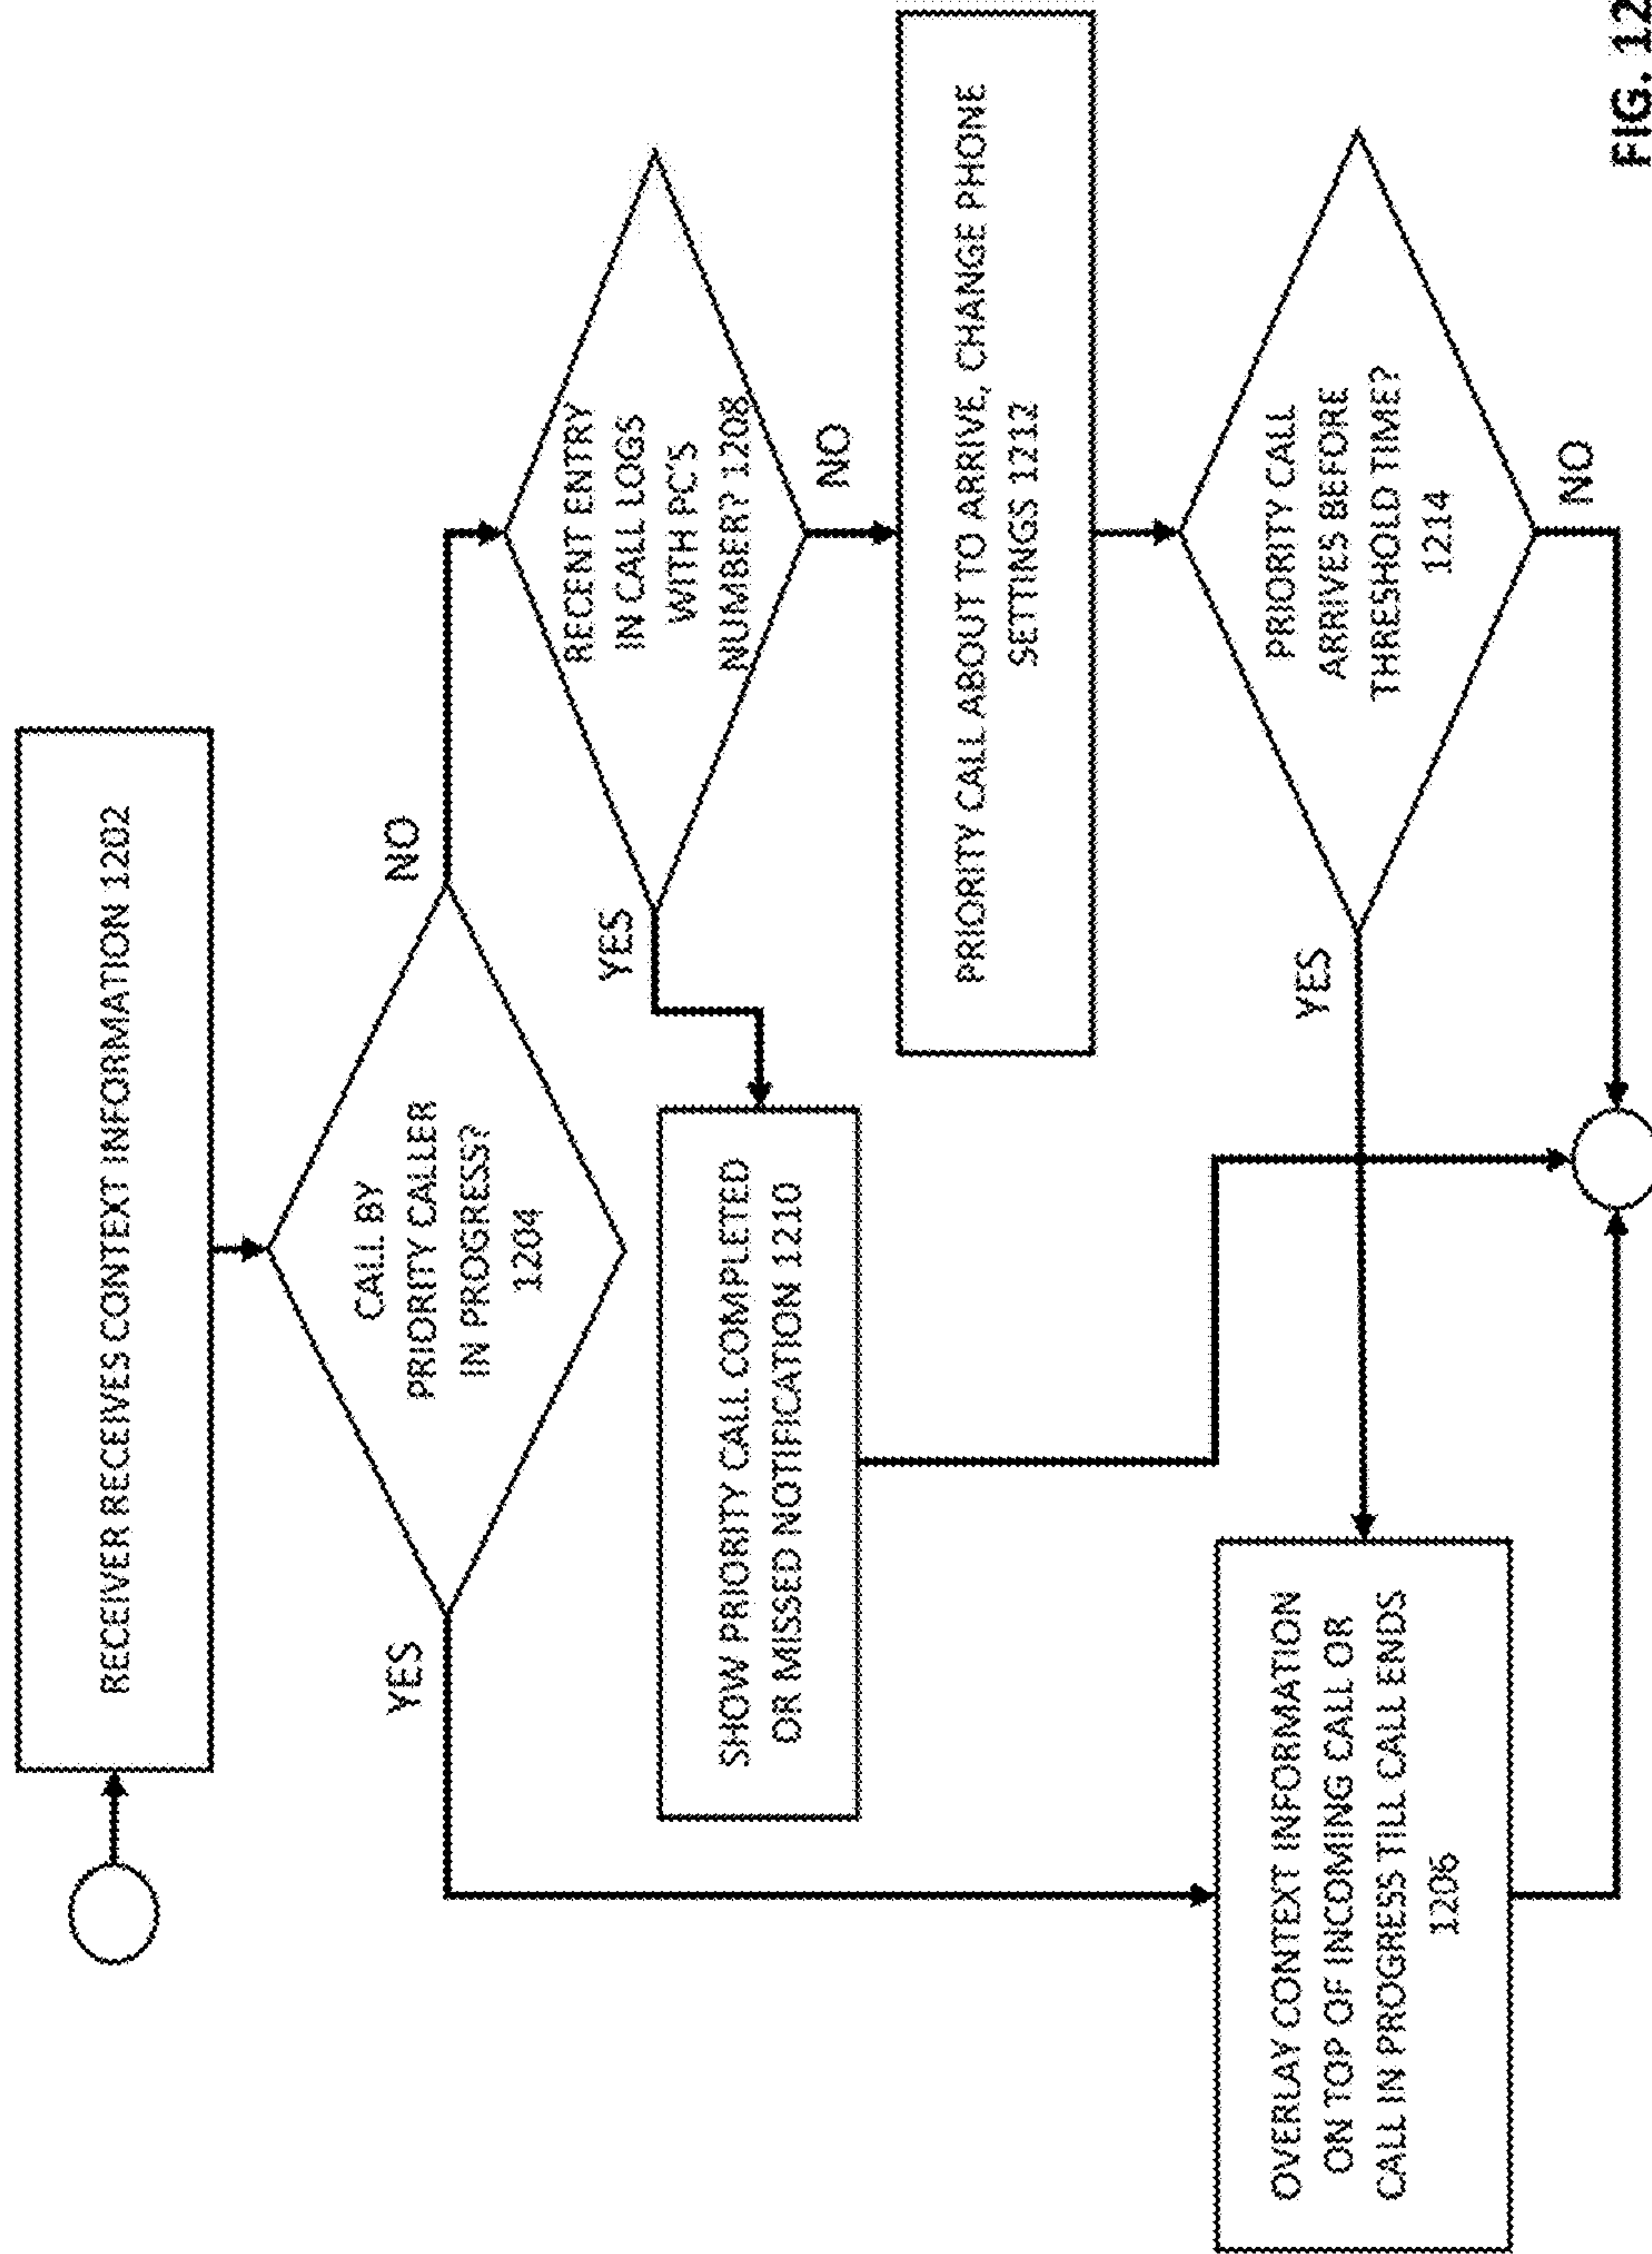 RECEIVER RECEIVES CONTEXT INFORMATION 1202
CALL BY
PRIORITY CALLER
IN PROGRESS?
1204
YES
NO
RECENT ENTRY
IN CALL LOGS
WITH PC'S
NUMBER? 1208
YES
NO
SHOW PRIORITY CALL COMPLETED
OR MISSED NOTIFICATION 1210
PRIORITY CALL ABOUT TO ARRIVE, CHANGE PHONE
SETTINGS 1212
PRIORITY CALL
ARRIVES BEFORE
THRESHOLD TIME?
1214
YES
NO
OVERLAY CONTEXT INFORMATION
ON TOP OF INCOMING CALL OR
CALL IN PROGRESS TILL CALL ENDS
1206
FIG. 12